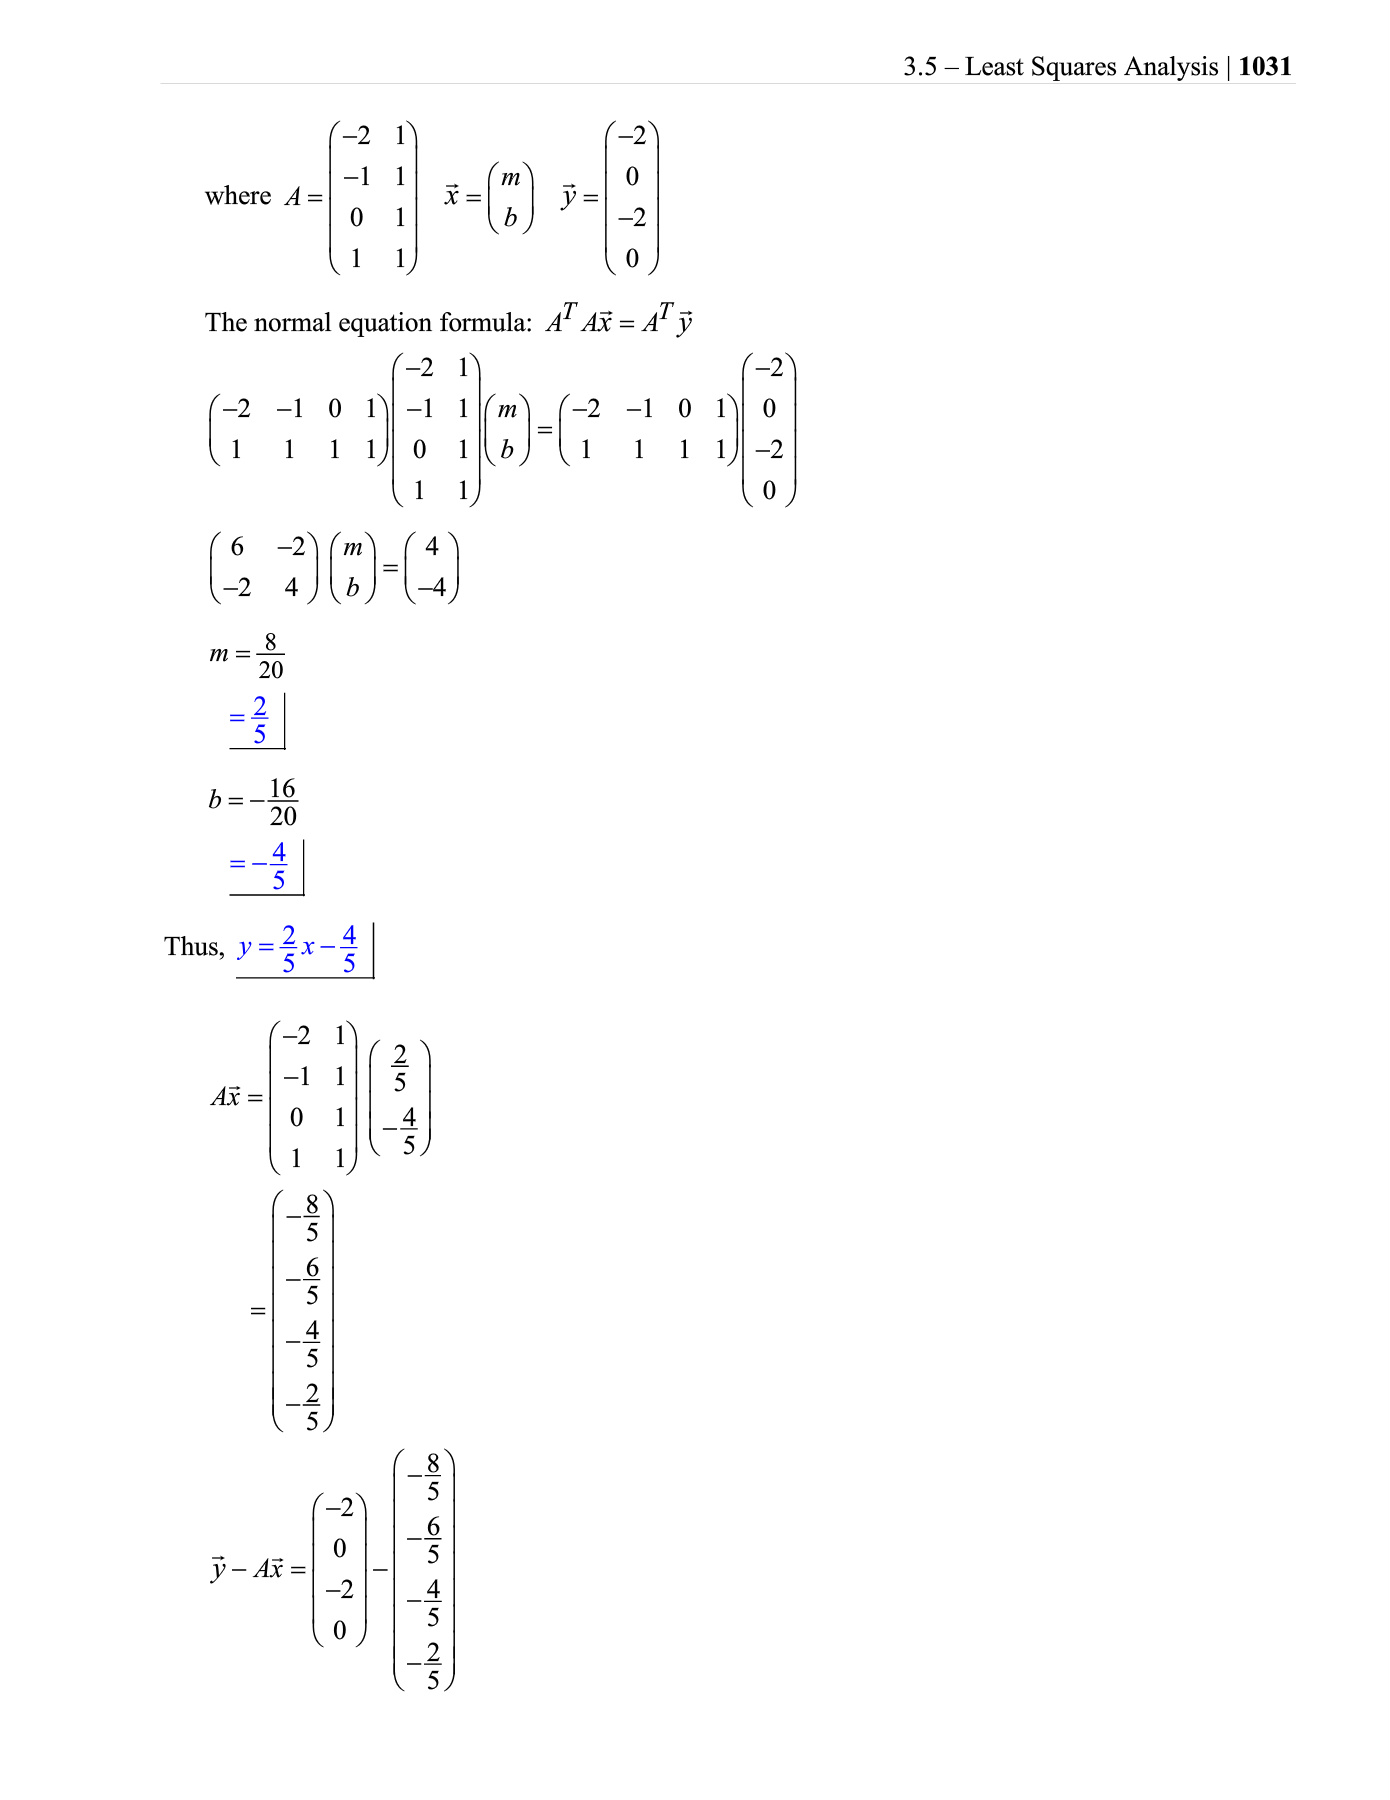 3.5 – Least Squares Analysis | 1031
where A = \begin{pmatrix} -2 & 1 \\ -1 & 1 \\ 0 & 1 \\ 1 & 1 \end{pmatrix} \vec{x} = \begin{pmatrix} m \\ b \end{pmatrix} \vec{y} = \begin{pmatrix} -2 \\ 0 \\ -2 \\ 0 \end{pmatrix}
The normal equation formula: A^T A\vec{x} = A^T \vec{y}
\begin{pmatrix} -2 & -1 & 0 & 1 \\ 1 & 1 & 1 & 1 \end{pmatrix} \begin{pmatrix} -2 & 1 \\ -1 & 1 \\ 0 & 1 \\ 1 & 1 \end{pmatrix} \begin{pmatrix} m \\ b \end{pmatrix} = \begin{pmatrix} -2 & -1 & 0 & 1 \\ 1 & 1 & 1 & 1 \end{pmatrix} \begin{pmatrix} -2 \\ 0 \\ -2 \\ 0 \end{pmatrix}
\begin{pmatrix} 6 & -2 \\ -2 & 4 \end{pmatrix} \begin{pmatrix} m \\ b \end{pmatrix} = \begin{pmatrix} 4 \\ -4 \end{pmatrix}
m = \frac{8}{20}
= \frac{2}{5}
b = -\frac{16}{20}
= -\frac{4}{5}
Thus, y = \frac{2}{5}x - \frac{4}{5}
A\vec{x} = \begin{pmatrix} -2 & 1 \\ -1 & 1 \\ 0 & 1 \\ 1 & 1 \end{pmatrix} \begin{pmatrix} \frac{2}{5} \\ -\frac{4}{5} \end{pmatrix}
= \begin{pmatrix} -\frac{8}{5} \\ -\frac{6}{5} \\ -\frac{4}{5} \\ -\frac{2}{5} \end{pmatrix}
\vec{y} - A\vec{x} = \begin{pmatrix} -2 \\ 0 \\ -2 \\ 0 \end{pmatrix} - \begin{pmatrix} -\frac{8}{5} \\ -\frac{6}{5} \\ -\frac{4}{5} \\ -\frac{2}{5} \end{pmatrix}